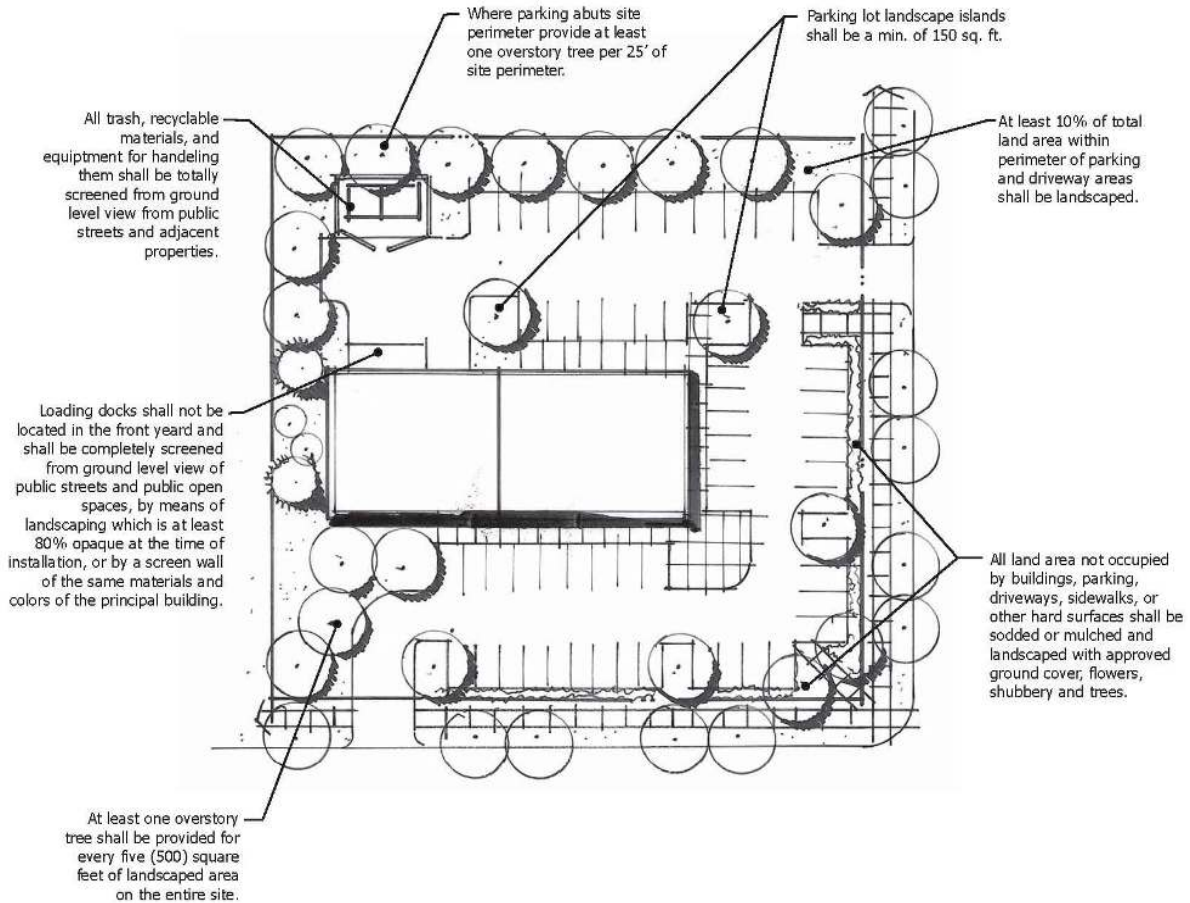 Where parking abuts site
perimeter provide at least
one overstory tree per 25' of
site perimeter.
Parking lot landscape islands
shall be a min. of 150 sq. ft.
All trash, recyclable
materials, and
equiptment for handeling
them shall be totally
screened from ground
level view from public
streets and adjacent
properties.
At least 10% of total
land area within
perimeter of parking
and driveway areas
shall be landscaped.
Loading docks shall not be
located in the front yeard and
shall be completely screened
from ground level view of
public streets and public open
spaces, by means of
landscaping which is at least
80% opaque at the time of
installation, or by a screen wall
of the same materials and
colors of the principal building.
All land area not occupied
by buildings, parking,
driveways, sidewalks, or
other hard surfaces shall be
sodded or mulched and
landscaped with approved
ground cover, flowers,
shubbery and trees.
At least one overstory
tree shall be provided for
every five (500) square
feet of landscaped area
on the entire site.